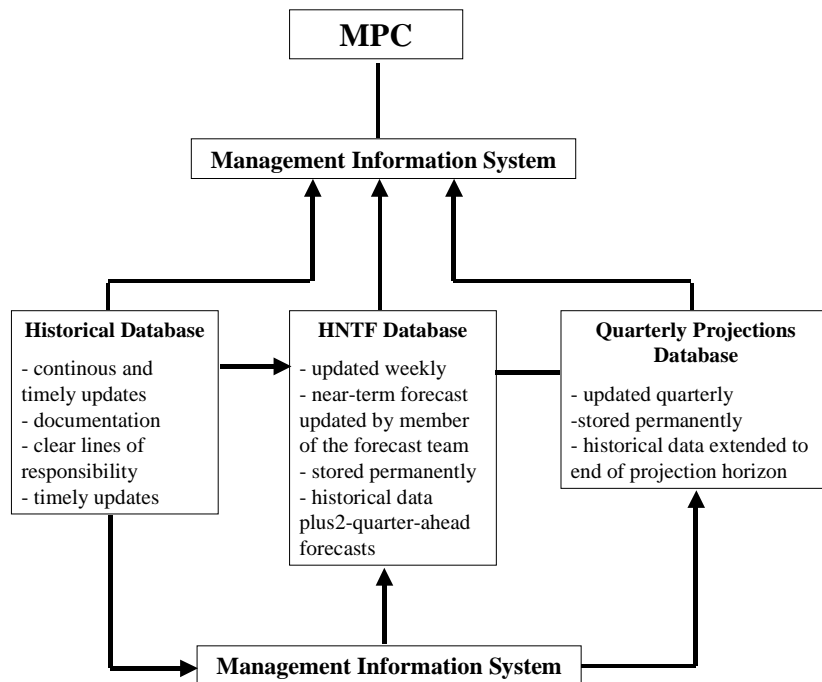 MPC
Management Information System
Historical Database
- continous and
timely updates
- documentation
- clear lines of
responsibility
- timely updates
HNTF Database
- updated weekly
- near-term forecast
updated by member
of the forecast team
- stored permanently
- historical data
plus2-quarter-ahead
forecasts
Quarterly Projections
Database
- updated quarterly
-stored permanently
- historical data extended to
end of projection horizon
Management Information System